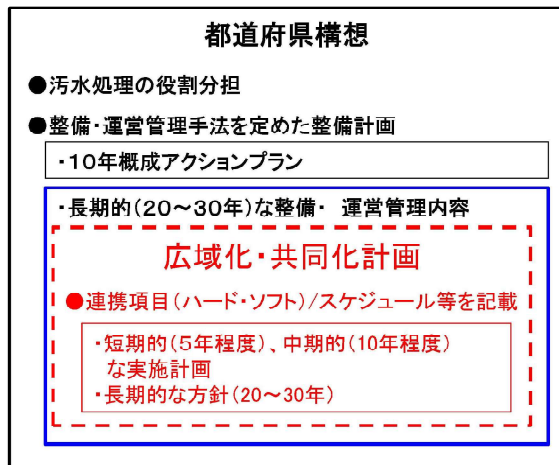 都道府県構想
●汚水処理の役割分担
●整備・運営管理手法を定めた整備計画
・10年概成アクションプラン
・長期的(20～30年)な整備・ 運営管理内容
広域化・共同化計画
●連携項目(ハード・ソフト)/スケジュール等を記載
・短期的(5年程度)、中期的(10年程度)
な実施計画
・長期的な方針(20～30年)